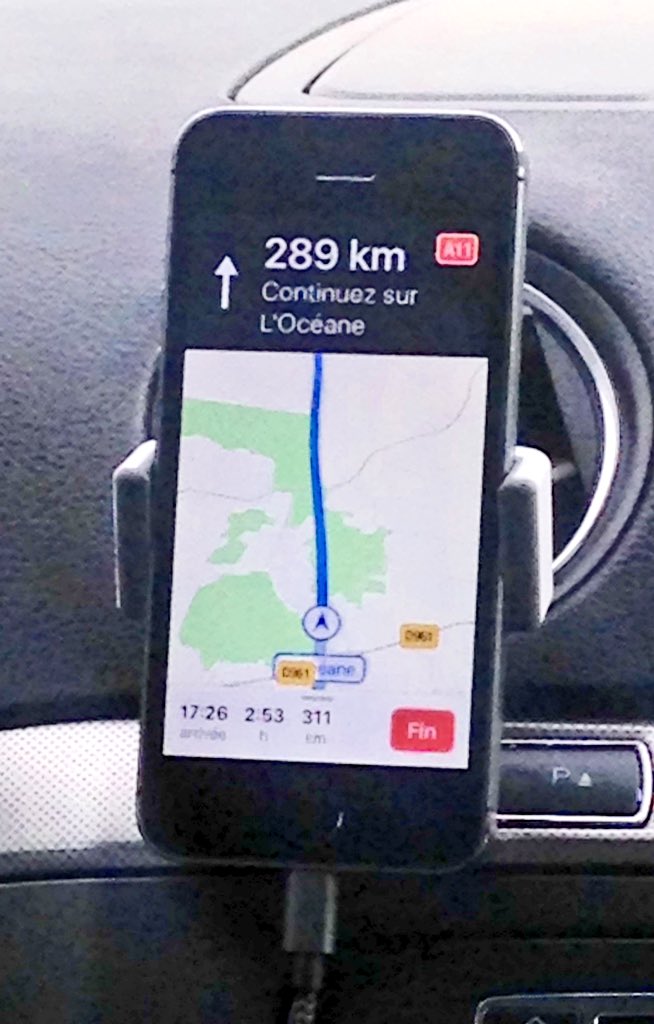 289 km
A11
Continuez sur
L'Océane
D961
D961
17:26 2:53 311
arrivée h km
Fin
P